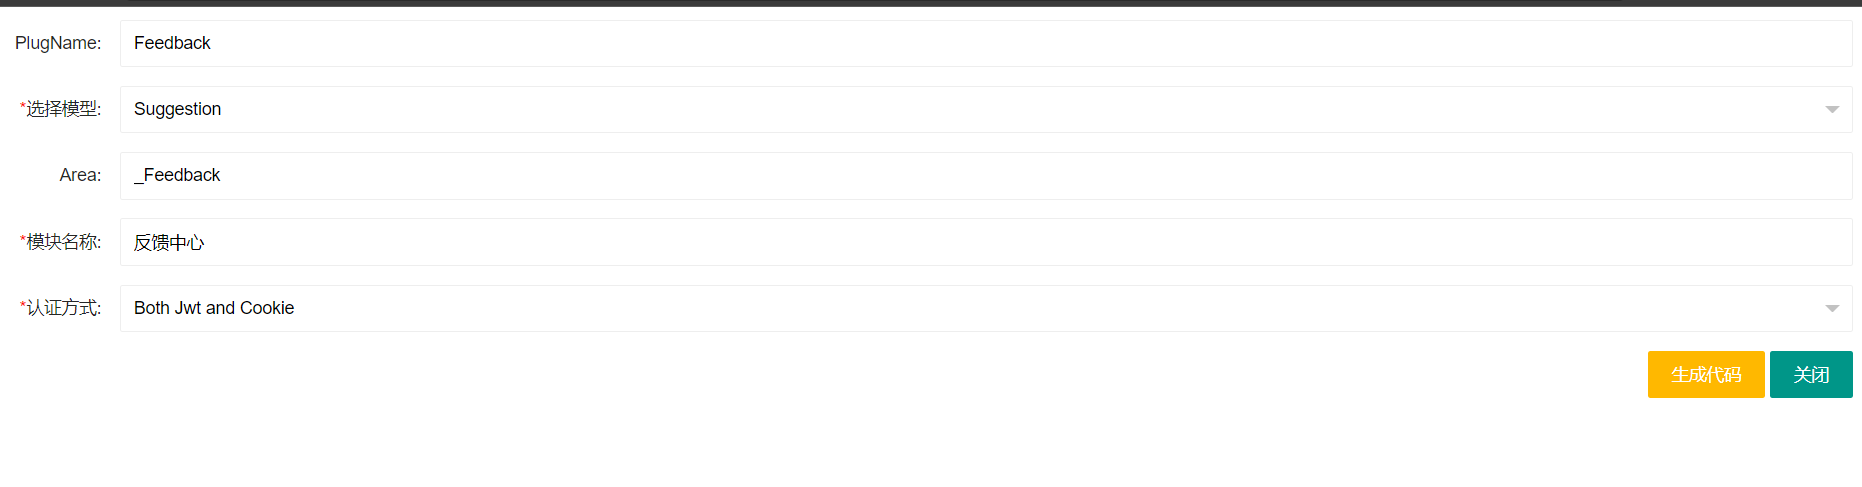 PlugName: Feedback
*选择模型: Suggestion
Area: _Feedback
*模块名称: 反馈中心
*认证方式: Both Jwt and Cookie
生成代码 关闭